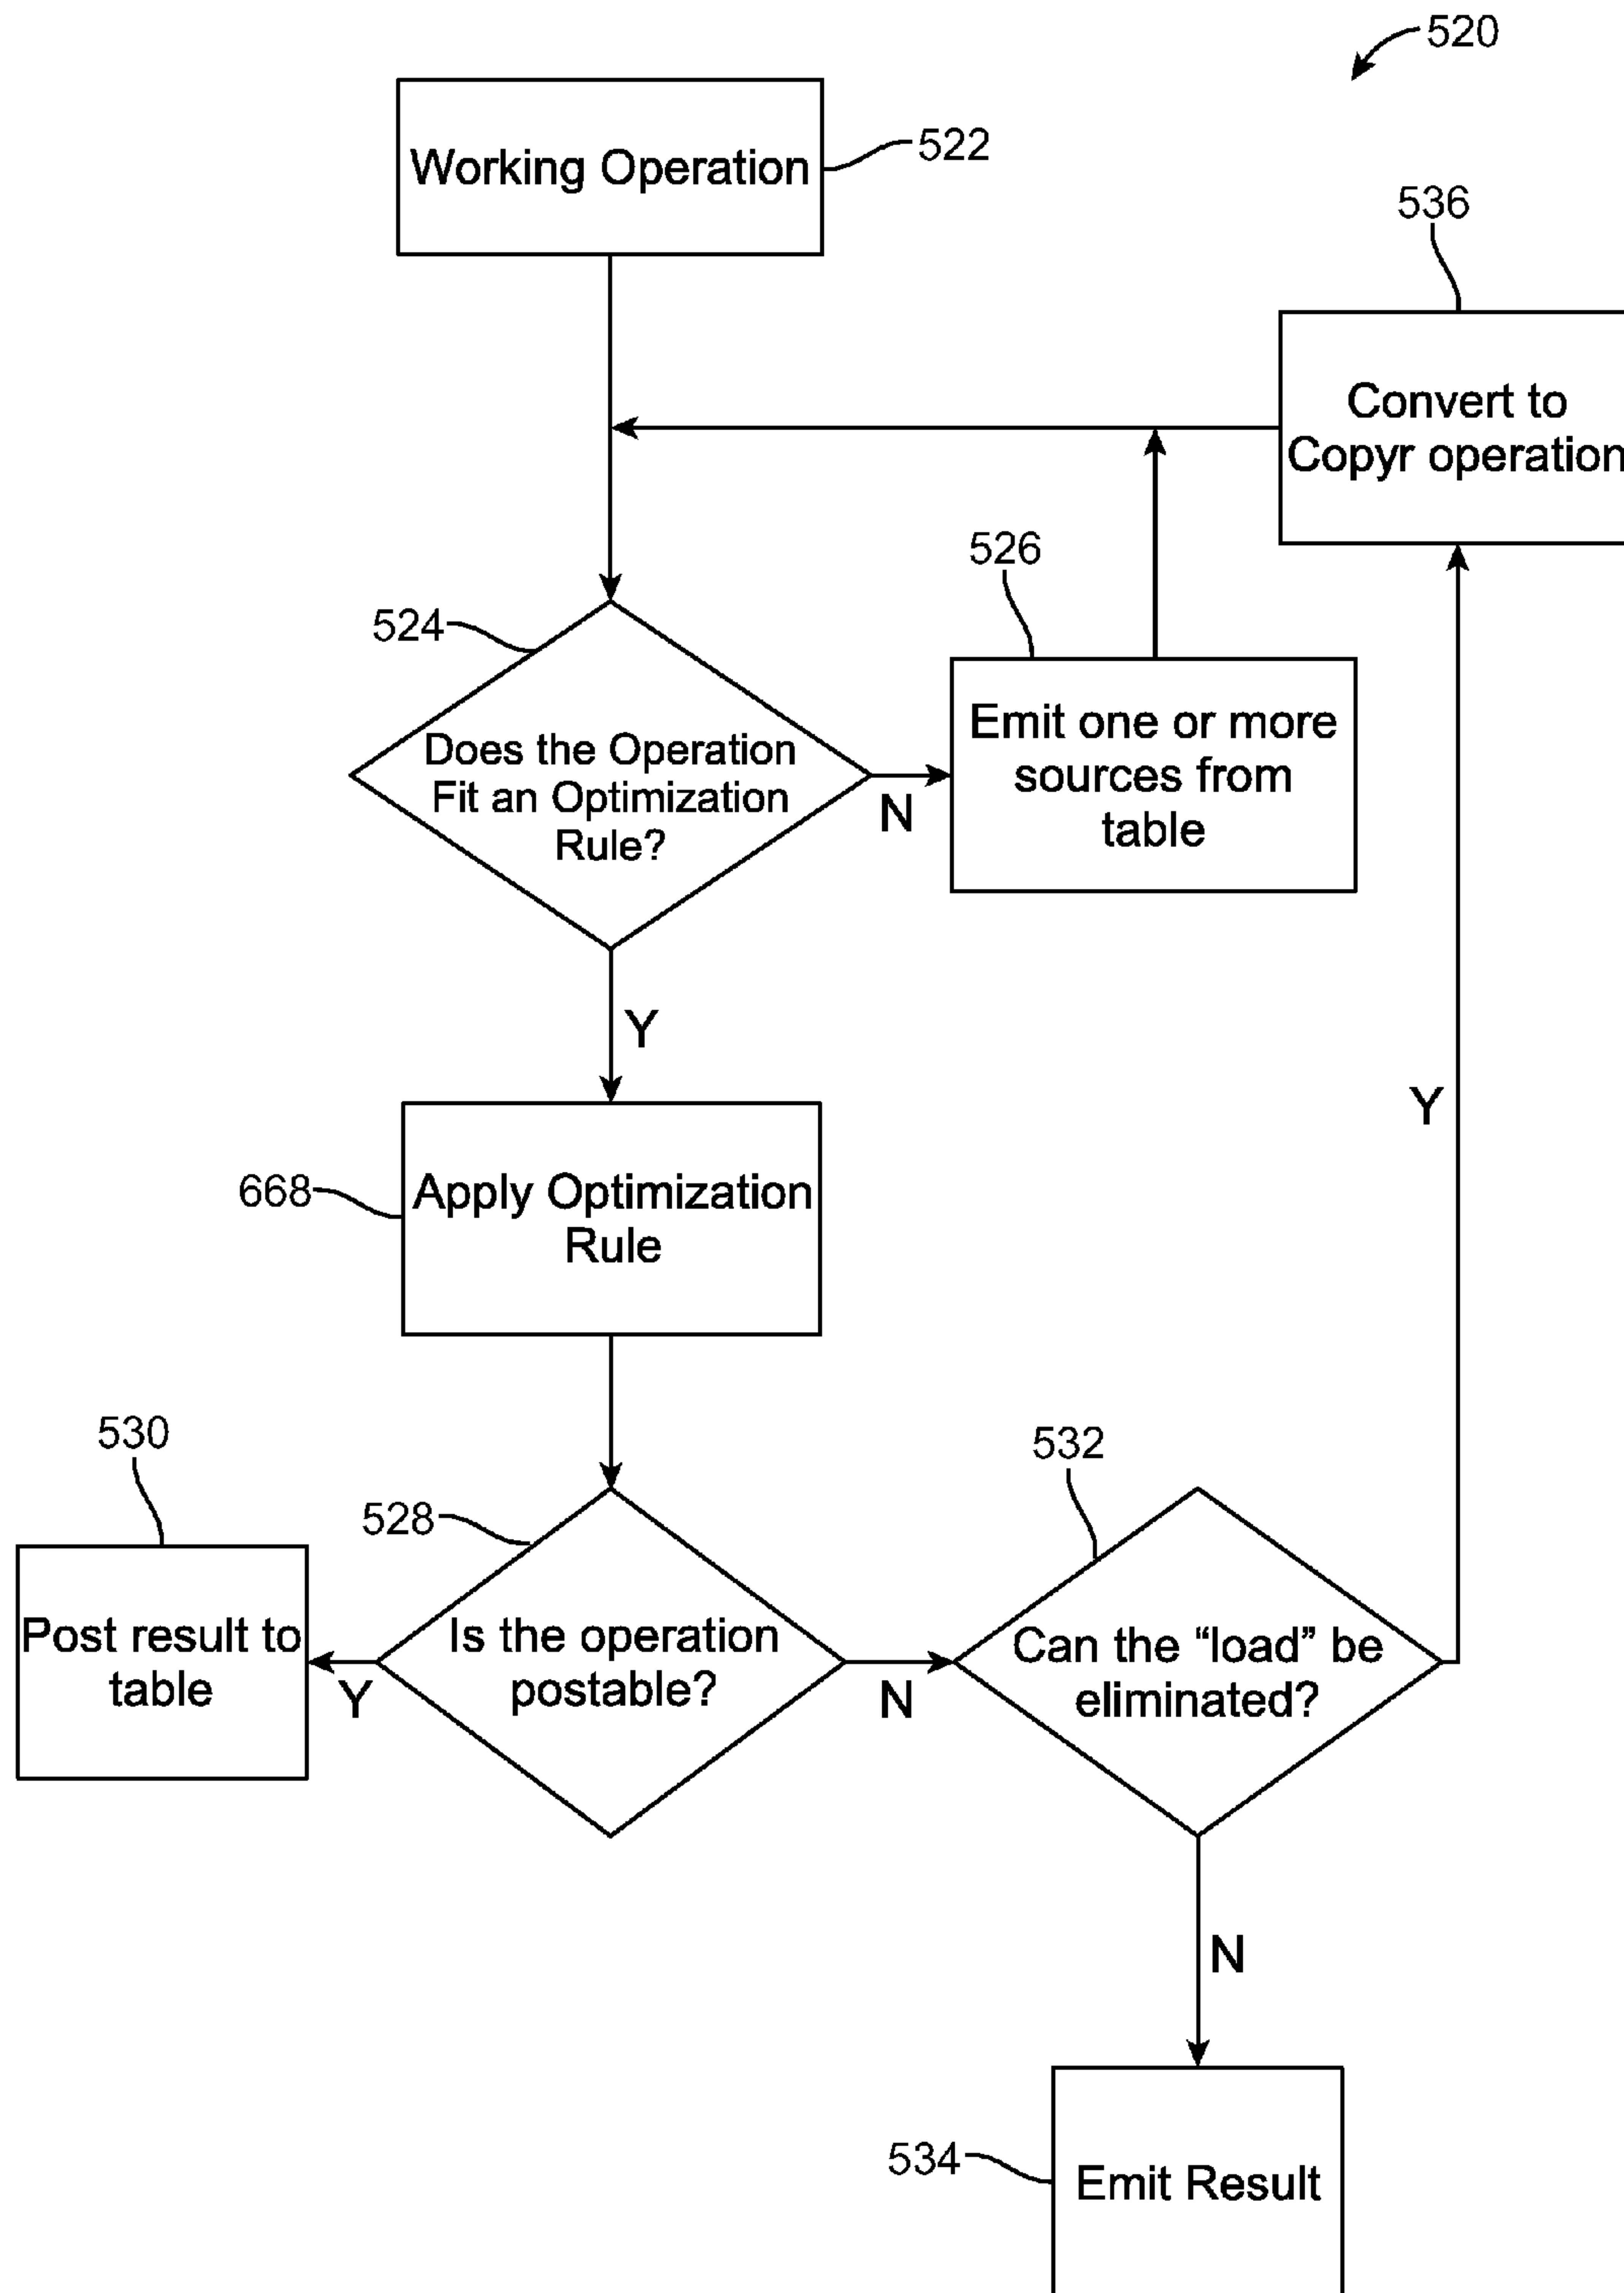 520
Working Operation
522
536
Convert to
Copyr operation
526
524
Does the Operation
Fit an Optimization
Rule?
N
Emit one or more
sources from
table
Y
Y
668
Apply Optimization
Rule
530
532
528
Post result to
table
Y
Is the operation
postable?
N
Can the “load” be
eliminated?
N
534
Emit Result